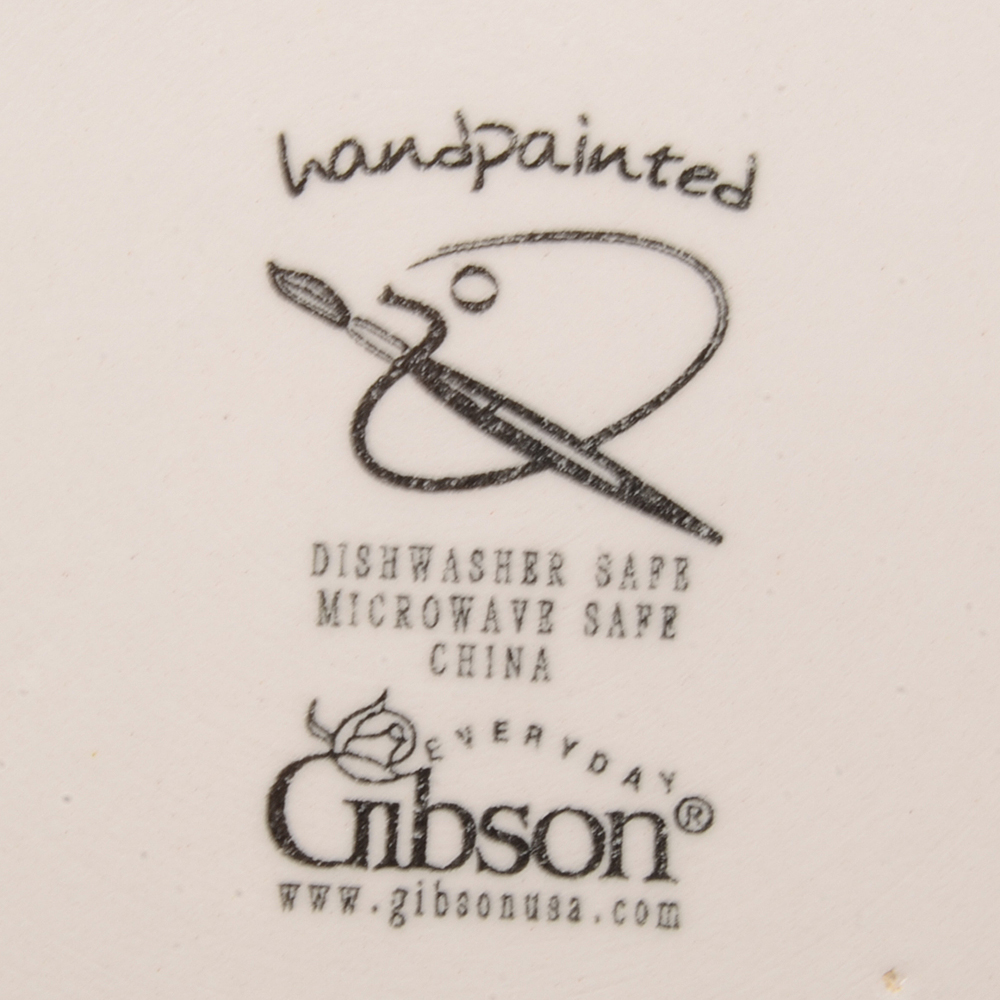 handpainted
DISHWASHER SAFE
MICROWAVE SAFE
CHINA
EVERYDAY
Gibson®
www.gibsonusa.com